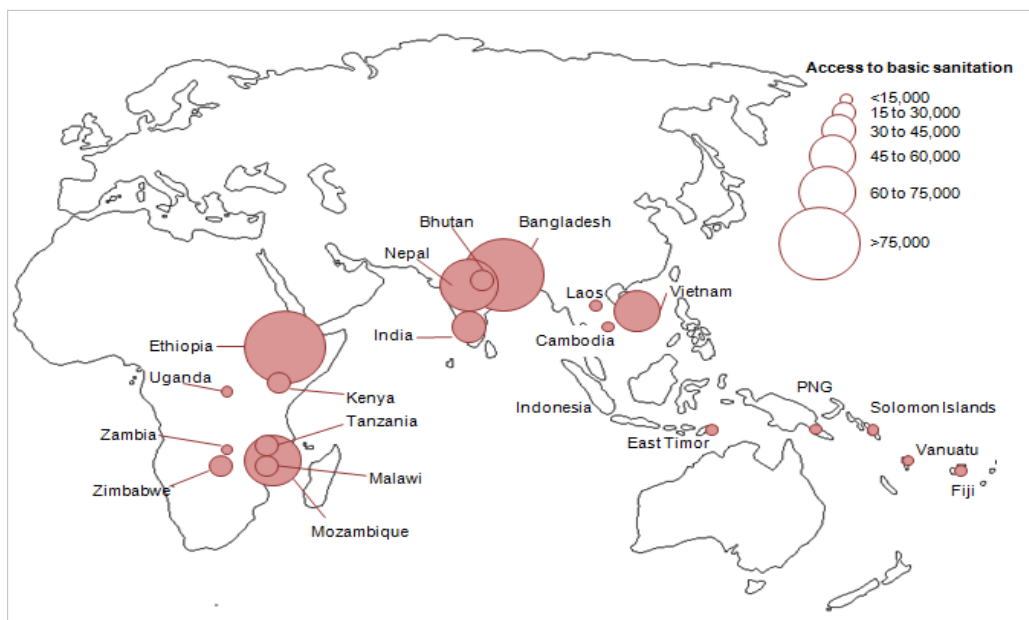 Access to basic sanitation
<15,000
15 to 30,000
30 to 45,000
45 to 60,000
60 to 75,000
>75,000
Bhutan
Bangladesh
Nepal
Laos
Vietnam
India
Cambodia
Ethiopia
Uganda
Kenya
PNG
Indonesia
Solomon Islands
Tanzania
Zambia
East Timor
Vanuatu
Malawi
Zimbabwe
Fiji
Mozambique